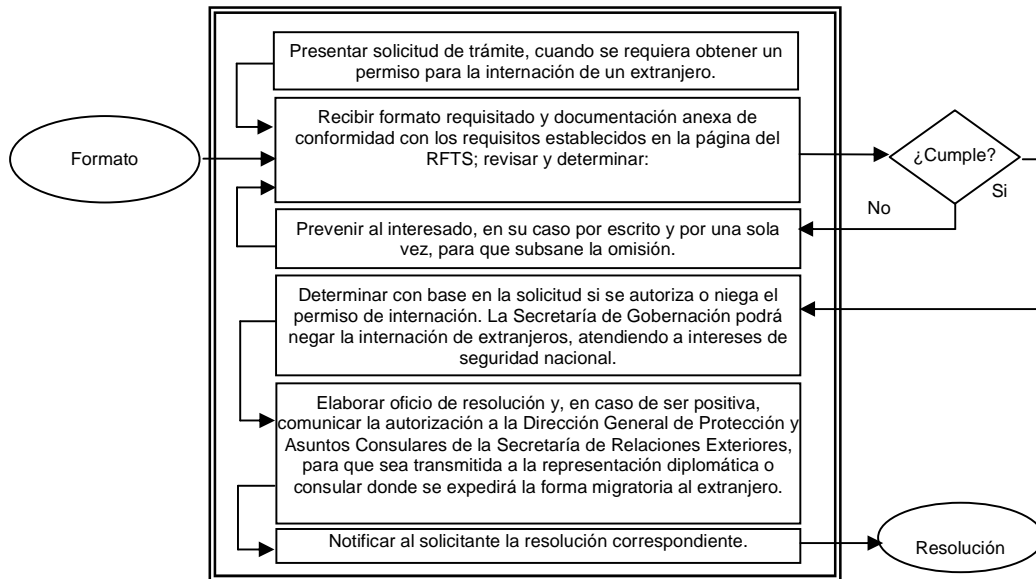 Presentar solicitud de trámite, cuando se requiera obtener un
permiso para la internación de un extranjero.
Formato
Recibir formato requisitado y documentación anexa de
conformidad con los requisitos establecidos en la página del
RFTS; revisar y determinar:
¿Cumple?
Si
No
Prevenir al interesado, en su caso por escrito y por una sola
vez, para que subsane la omisión.
Determinar con base en la solicitud si se autoriza o niega el
permiso de internación. La Secretaría de Gobernación podrá
negar la internación de extranjeros, atendiendo a intereses de
seguridad nacional.
Elaborar oficio de resolución y, en caso de ser positiva,
comunicar la autorización a la Dirección General de Protección y
Asuntos Consulares de la Secretaría de Relaciones Exteriores,
para que sea transmitida a la representación diplomática o
consular donde se expedirá la forma migratoria al extranjero.
Notificar al solicitante la resolución correspondiente.
Resolución